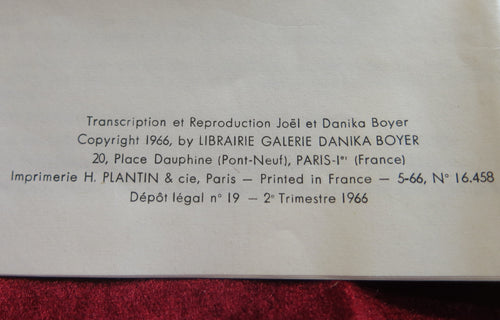 Transcription et Reproduction Joël et Danika Boyer
Copyright 1966, by LIBRAIRIE GALERIE DANIKA BOYER
20, Place Dauphine (Pont-Neuf), PARIS-Iᵉʳ (France)
Imprimerie H. PLANTIN & cie, Paris — Printed in France — 5-66, N° 16.458
Dépôt légal n° 19 — 2ᵉ Trimestre 1966